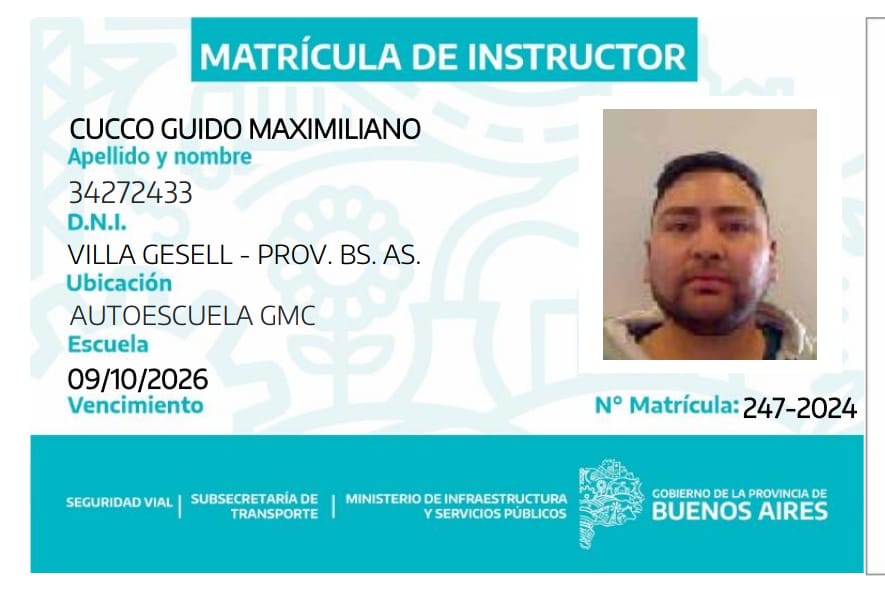 MATRÍCULA DE INSTRUCTOR
CUCCO GUIDO MAXIMILIANO
Apellido y nombre
34272433
D.N.I.
VILLA GESELL - PROV. BS. AS.
Ubicación
AUTOESCUELA GMC
Escuela
09/10/2026
Vencimiento
N° Matrícula: 247-2024
SEGURIDAD VIAL
SUBSECRETARÍA DE
TRANSPORTE
MINISTERIO DE INFRAESTRUCTURA
Y SERVICIOS PÚBLICOS
GOBIERNO DE LA PROVINCIA DE
BUENOS AIRES